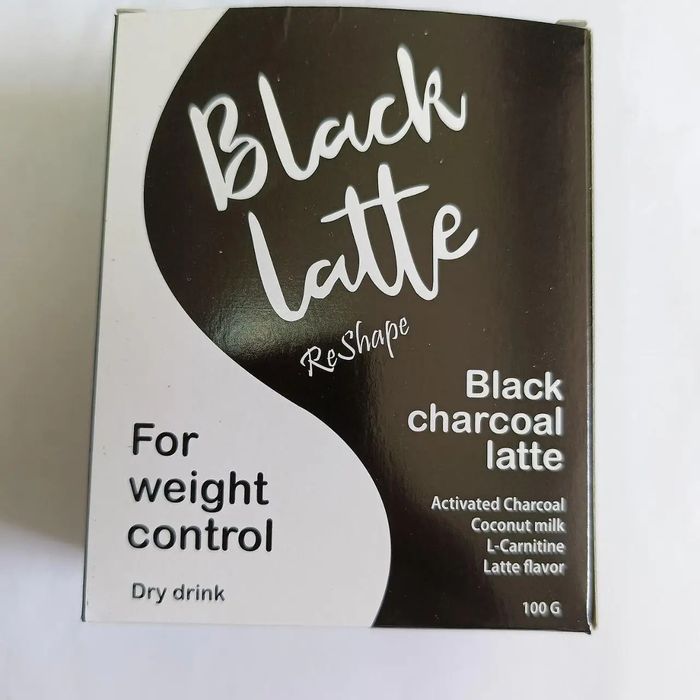 Black
Latte
ReShape
Black
charcoal
latte
Activated Charcoal
Coconut milk
L-Carnitine
Latte flavor
100 G
For
weight
control
Dry drink